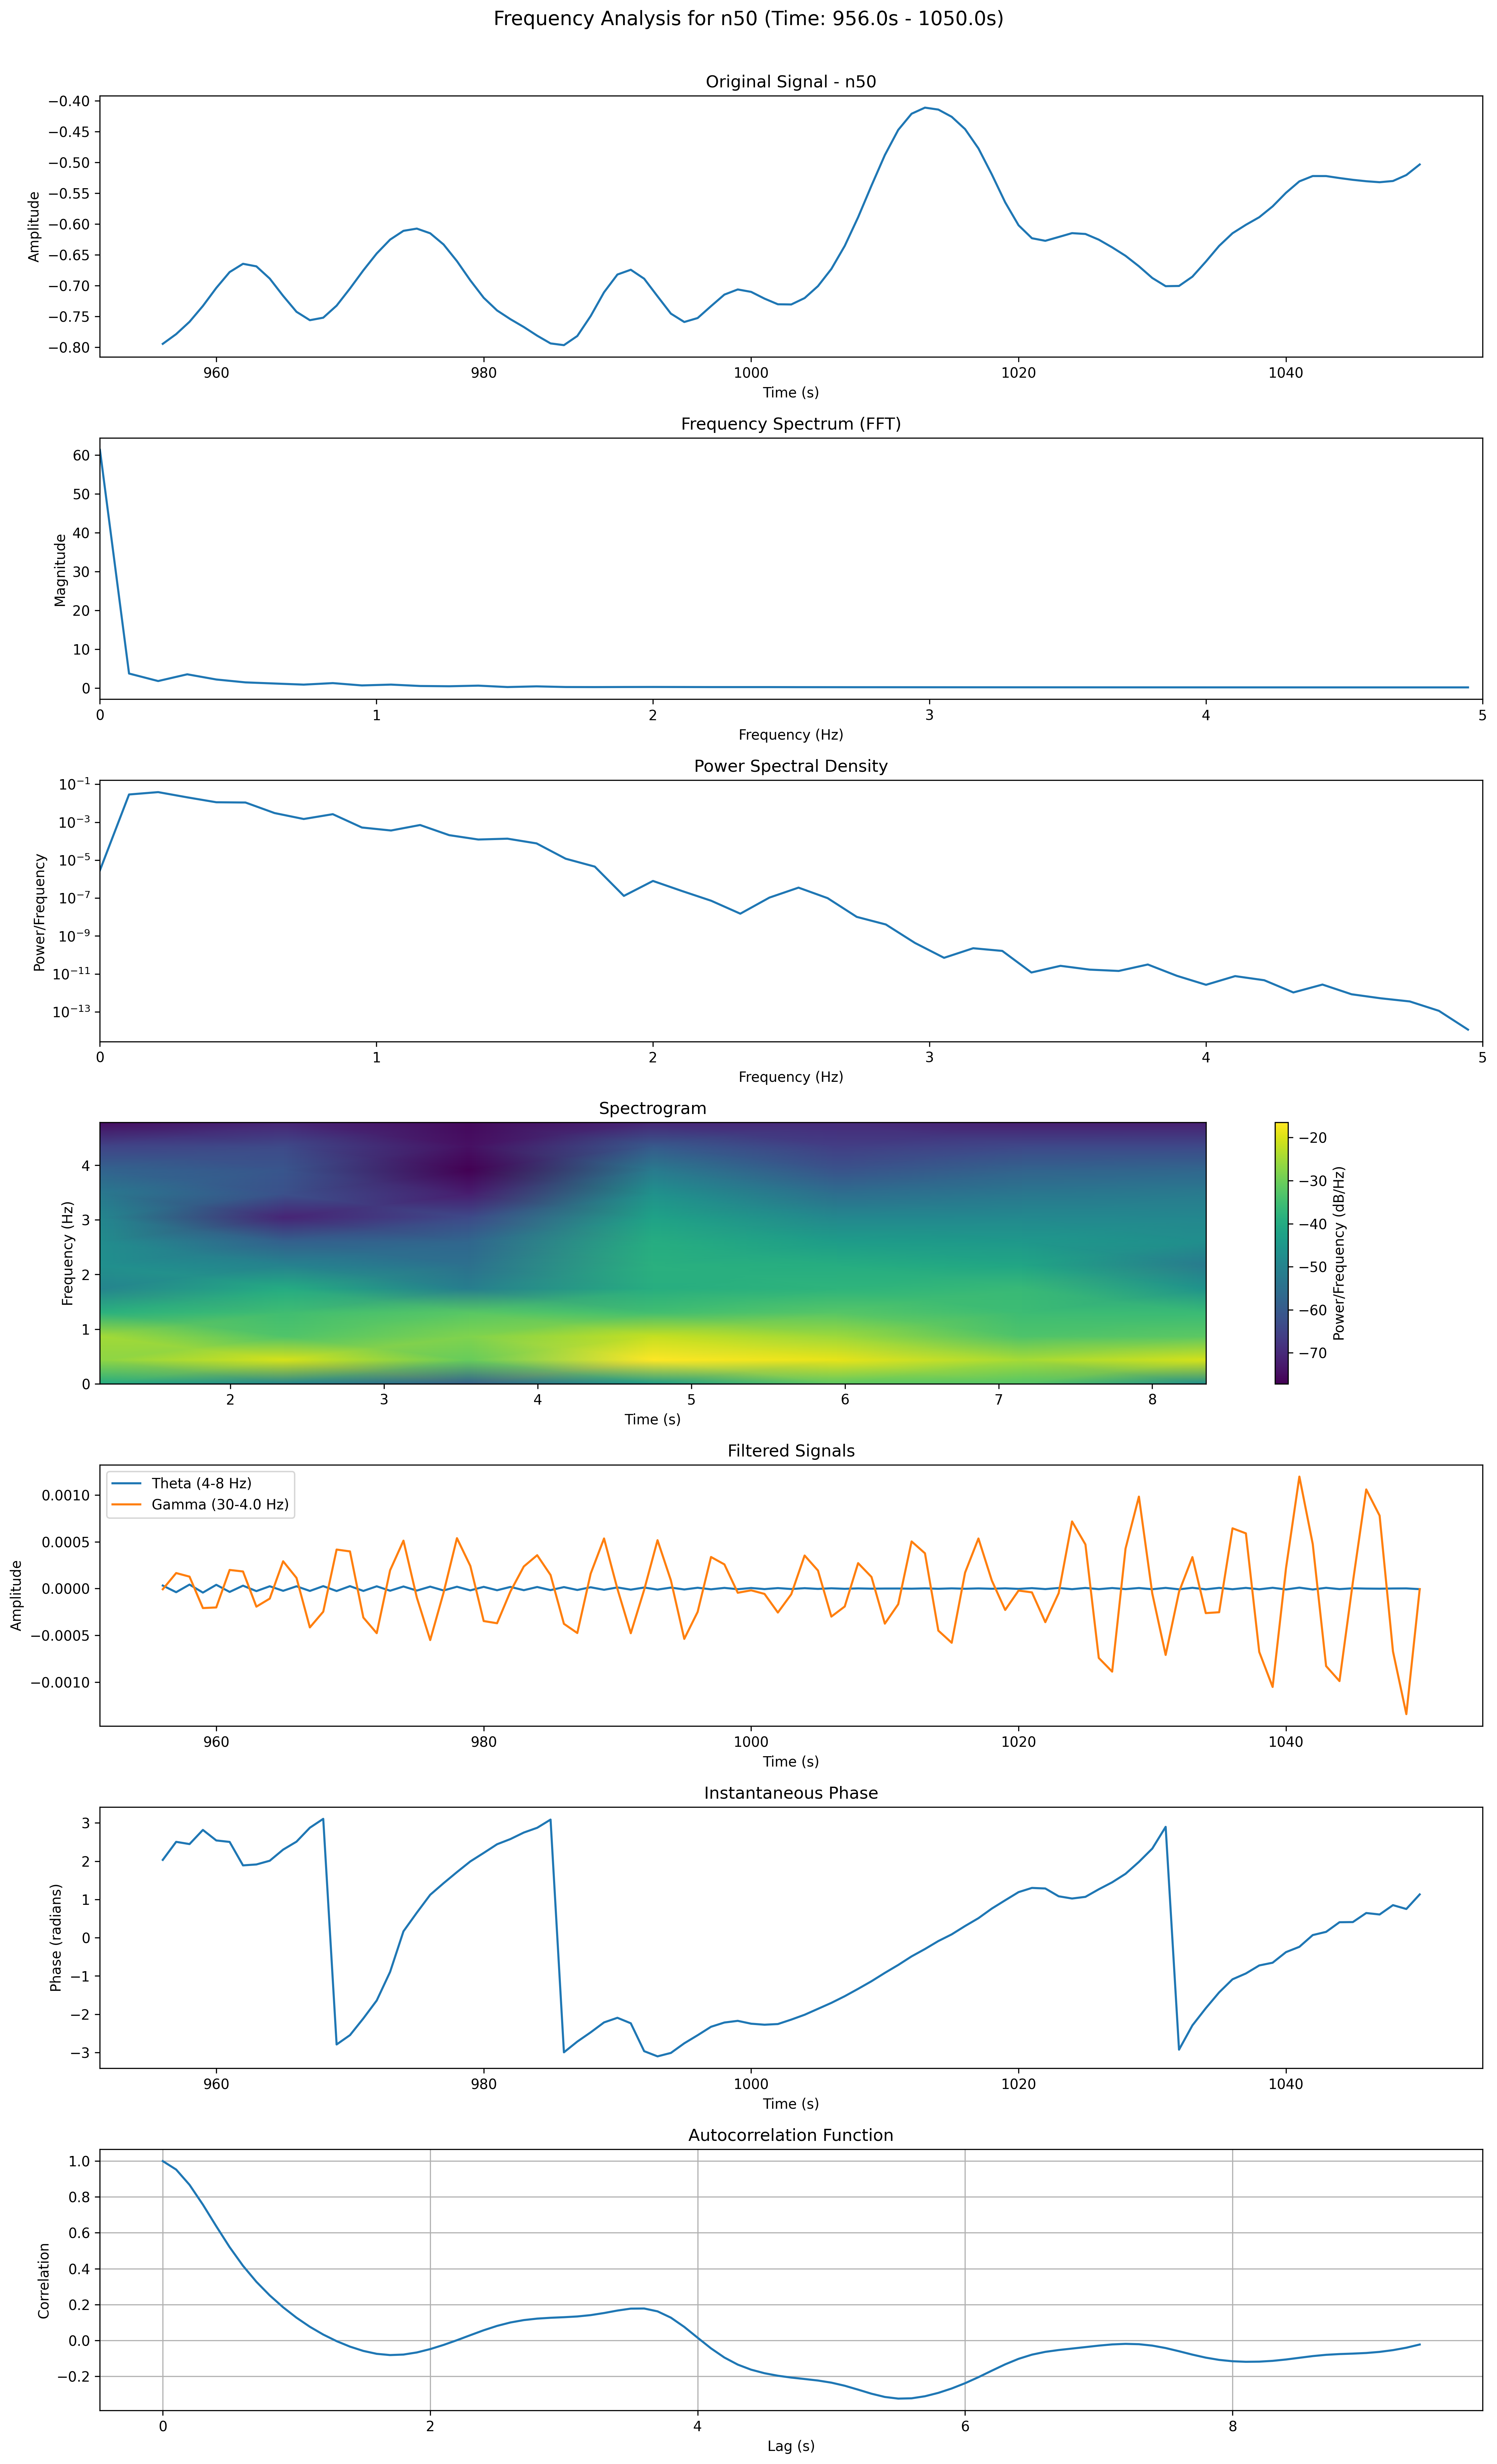 Frequency Analysis for n50 (Time: 956.0s - 1050.0s)
Original Signal - n50
Amplitude
−0.40
−0.45
−0.50
−0.55
−0.60
−0.65
−0.70
−0.75
−0.80
960 980 1000 1020 1040
Time (s)
Frequency Spectrum (FFT)
Magnitude
60
50
40
30
20
10
0
0 1 2 3 4 5
Frequency (Hz)
Power Spectral Density
Power/Frequency
10⁻¹
10⁻³
10⁻⁵
10⁻⁷
10⁻⁹
10⁻¹¹
10⁻¹³
0 1 2 3 4 5
Frequency (Hz)
Spectrogram
Frequency (Hz)
4
3
2
1
0
2 3 4 5 6 7 8
Time (s)
−20
−30
−40
−50
−60
−70
Power/Frequency (dB/Hz)
Filtered Signals
Theta (4-8 Hz)
Gamma (30-4.0 Hz)
Amplitude
0.0010
0.0005
0.0000
−0.0005
−0.0010
960 980 1000 1020 1040
Time (s)
Instantaneous Phase
Phase (radians)
3
2
1
0
−1
−2
−3
960 980 1000 1020 1040
Time (s)
Autocorrelation Function
Correlation
1.0
0.8
0.6
0.4
0.2
0.0
−0.2
0 2 4 6 8
Lag (s)